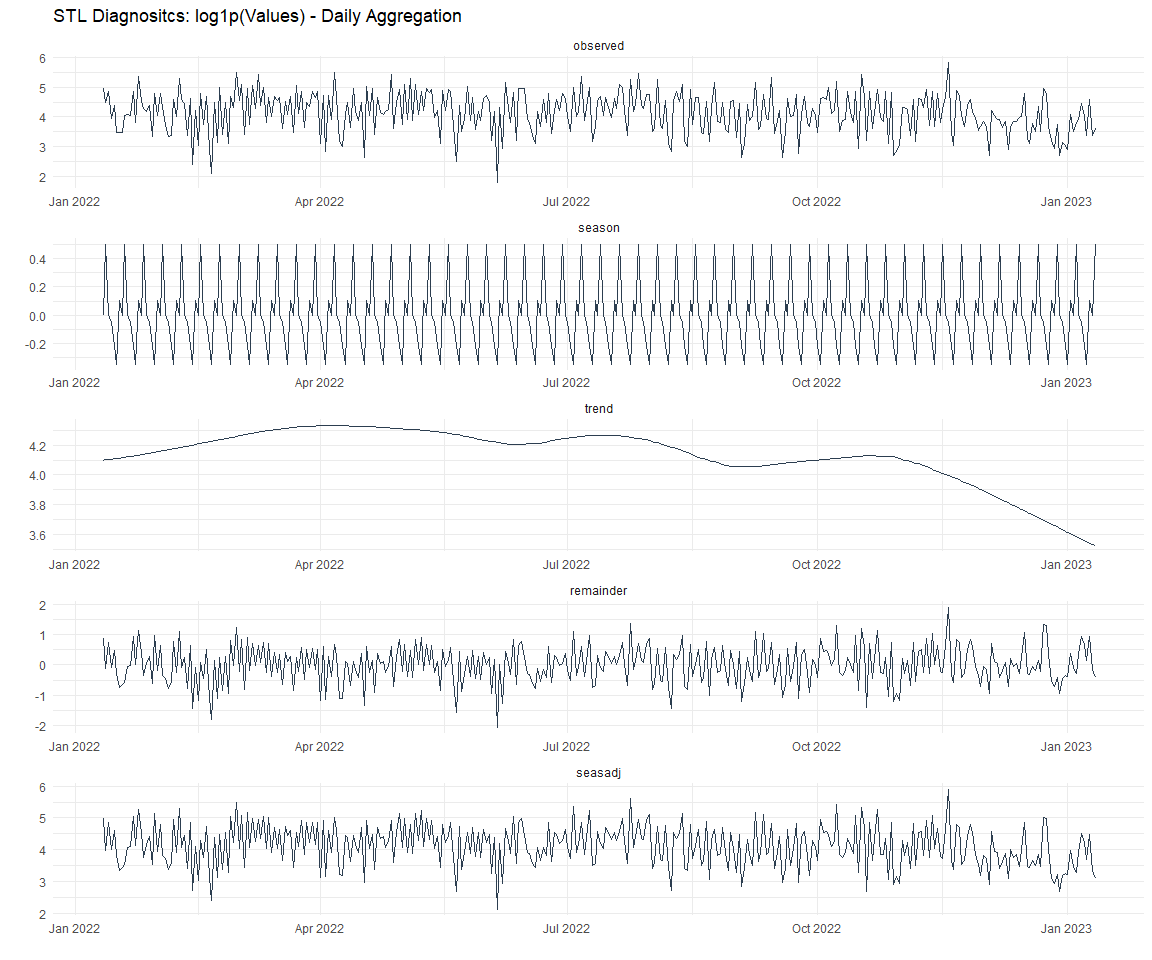 STL Diagnositcs: log1p(Values) - Daily Aggregation
observed
6
5
4
3
2
Jan 2022 Apr 2022 Jul 2022 Oct 2022 Jan 2023
season
0.4
0.2
0.0
-0.2
Jan 2022 Apr 2022 Jul 2022 Oct 2022 Jan 2023
trend
4.2
4.0
3.8
3.6
Jan 2022 Apr 2022 Jul 2022 Oct 2022 Jan 2023
remainder
2
1
0
-1
-2
Jan 2022 Apr 2022 Jul 2022 Oct 2022 Jan 2023
seasadj
6
5
4
3
2
Jan 2022 Apr 2022 Jul 2022 Oct 2022 Jan 2023